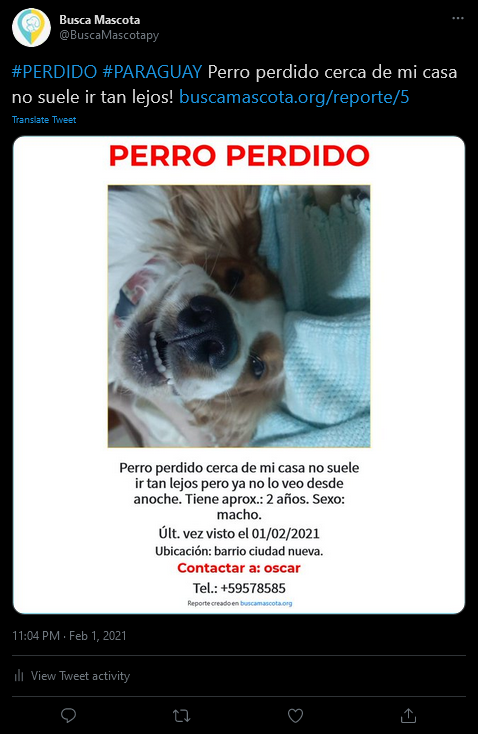 Busca Mascota
@BuscaMascotapy
#PERDIDO #PARAGUAY Perro perdido cerca de mi casa
no suele ir tan lejos! buscamascota.org/reporte/5
Translate Tweet
PERRO PERDIDO
Perro perdido cerca de mi casa no suele
ir tan lejos pero ya no lo veo desde
anoche. Tiene aprox.: 2 años. Sexo:
macho.
Últ. vez visto el 01/02/2021
Ubicación: barrio ciudad nueva.
Contactar a: oscar
Tel.: +59578585
Reporte creado en buscamascota.org
11:04 PM · Feb 1, 2021
View Tweet activity